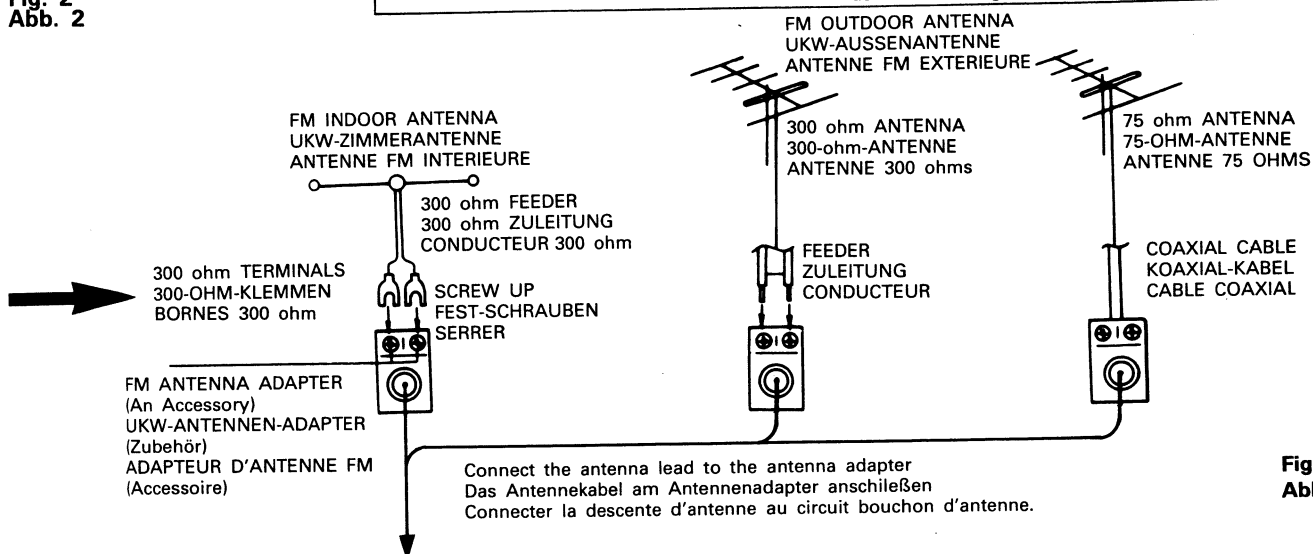 Fig. 2
Abb. 2
FM OUTDOOR ANTENNA
UKW-AUSSENANTENNE
ANTENNE FM EXTERIEURE
FM INDOOR ANTENNA
UKW-ZIMMERANTENNE
ANTENNE FM INTERIEURE
300 ohm ANTENNA
300-ohm-ANTENNE
ANTENNE 300 ohms
75 ohm ANTENNA
75-OHM-ANTENNE
ANTENNE 75 OHMS
300 ohm FEEDER
300 ohm ZULEITUNG
CONDUCTEUR 300 ohm
300 ohm TERMINALS
300-OHM-KLEMMEN
BORNES 300 ohm
SCREW UP
FEST-SCHRAUBEN
SERRER
FEEDER
ZULEITUNG
CONDUCTEUR
COAXIAL CABLE
KOAXIAL-KABEL
CABLE COAXIAL
FM ANTENNA ADAPTER
(An Accessory)
UKW-ANTENNEN-ADAPTER
(Zubehör)
ADAPTEUR D'ANTENNE FM
(Accessoire)
Connect the antenna lead to the antenna adapter
Das Antennekabel am Antennenadapter anschileßen
Connecter la descente d'antenne au circuit bouchon d'antenne.
Fig
Abb